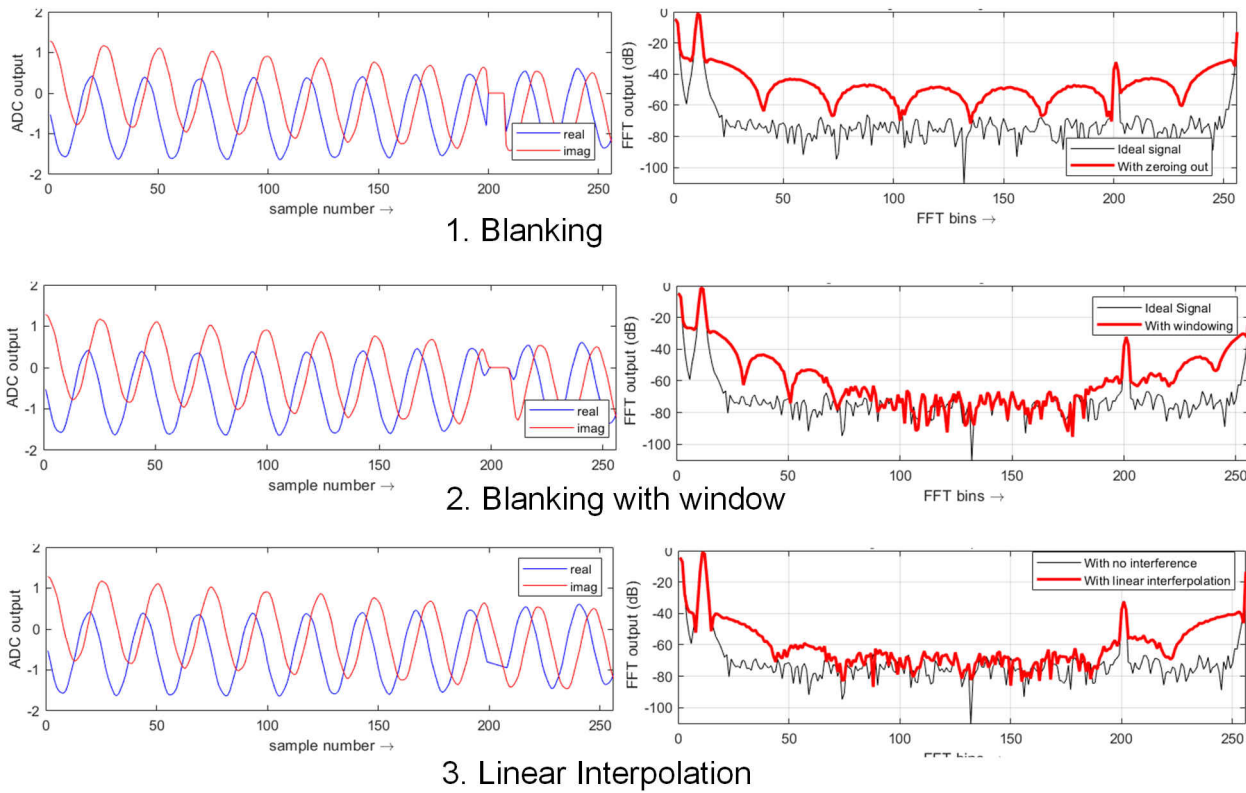 2
1
0
-1
-2
ADC output
0
50
100
150
200
250
sample number →
real
imag
0
-20
-40
-60
-80
-100
FFT output (dB)
0
50
100
150
200
250
FFT bins →
Ideal signal
With zeroing out
1. Blanking
2
1
0
-1
-2
ADC output
0
50
100
150
200
250
sample number →
real
imag
0
-20
-40
-60
-80
-100
FFT output (dB)
0
50
100
150
200
250
FFT bins →
Ideal Signal
With windowing
2. Blanking with window
2
1
0
-1
-2
ADC output
0
50
100
150
200
250
sample number →
real
imag
0
-20
-40
-60
-80
-100
FFT output (dB)
0
50
100
150
200
250
FFT bins →
With no interference
With linear interferpolation
3. Linear Interpolation